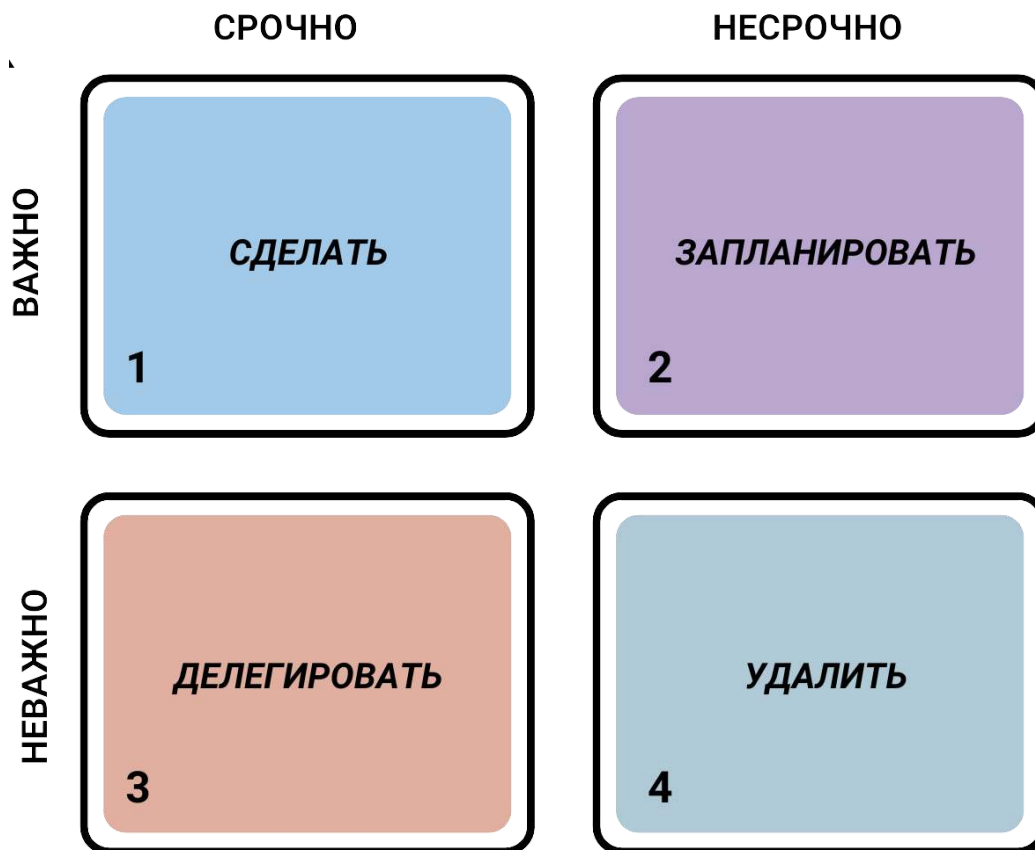 СРОЧНО
НЕСРОЧНО
ВАЖНО
СДЕЛАТЬ
1
ЗАПЛАНИРОВАТЬ
2
НЕВАЖНО
ДЕЛЕГИРОВАТЬ
3
УДАЛИТЬ
4